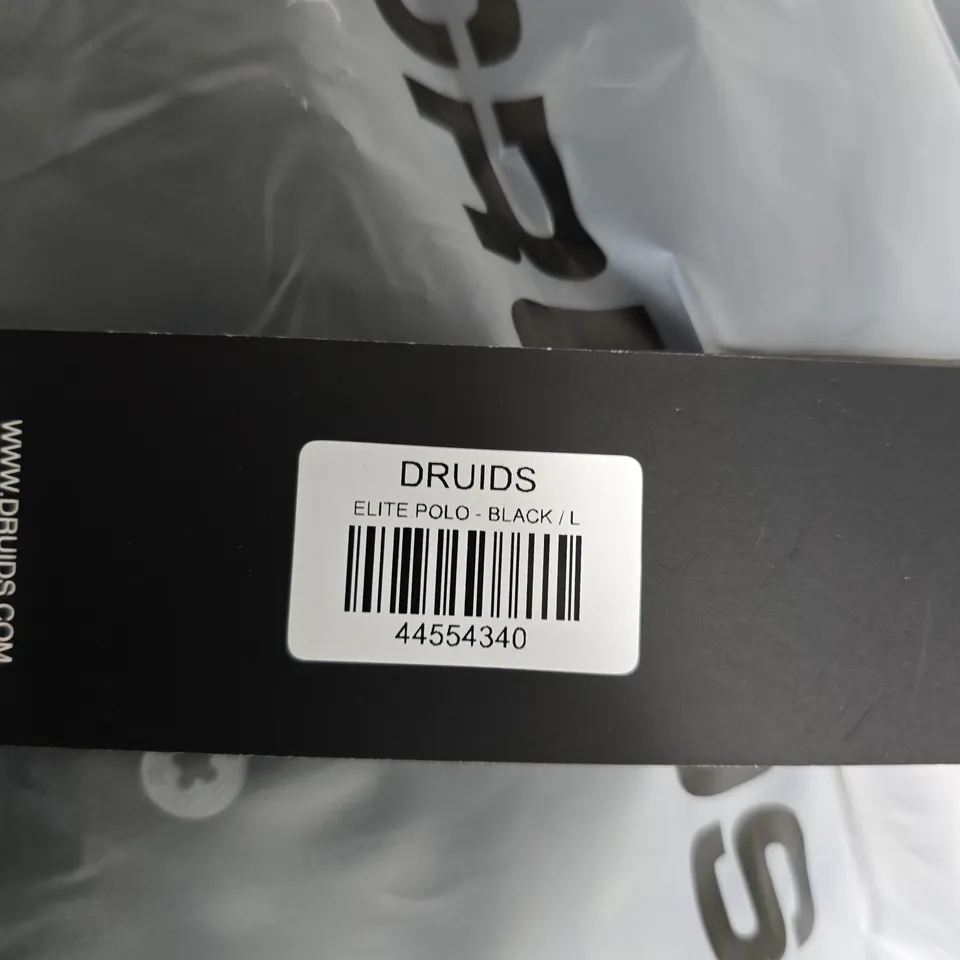 DRUIDS
ELITE POLO - BLACK / L
44554340
WWW.DRUIDS.COM